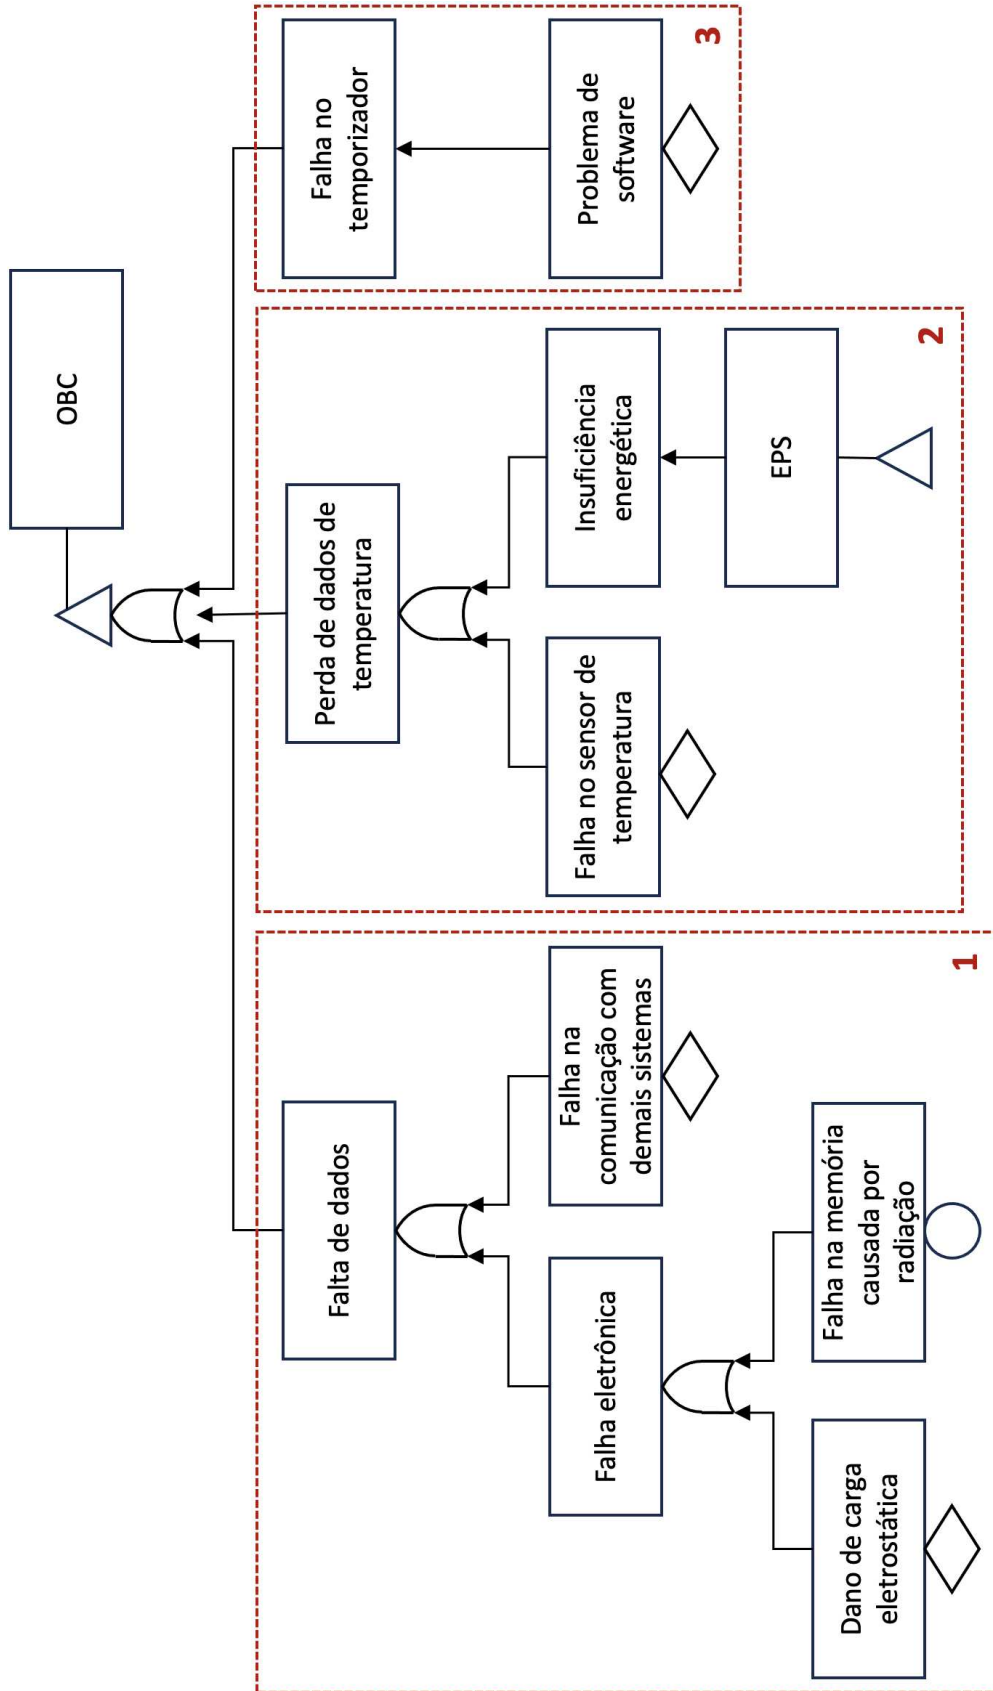 OBC
Falta de dados
Perda de dados de
temperatura
Falha no
temporizador
Falha eletrônica
Falha na
comunicação com
demais sistemas
Falha no sensor de
temperatura
Insuficiência
energética
Problema de
software
Dano de carga
eletrostática
Falha na memória
causada por
radiação
EPS
1
2
3